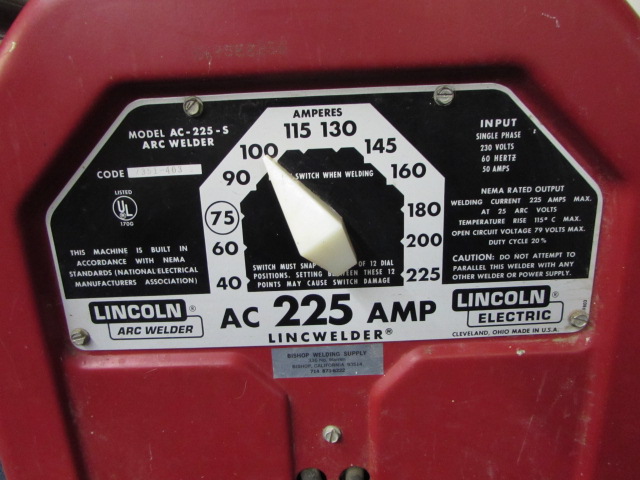 MODEL AC-225-S
ARC WELDER
CODE
LISTED
UL
170G
THIS MACHINE IS BUILT IN
ACCORDANCE WITH NEMA
STANDARDS (NATIONAL ELECTRICAL
MANUFACTURERS ASSOCIATION)
AMPERES
40
60
75
90
100
115
130
145
160
180
200
225
SWITCH WHEN WELDING
SWITCH MUST SNAP OF 12 DIAL
POSITIONS. SETTING BETWEEN THESE 12
POINTS MAY CAUSE SWITCH DAMAGE
INPUT
SINGLE PHASE
230 VOLTS
60 HERTZ
50 AMPS
NEMA RATED OUTPUT
WELDING CURRENT 225 AMPS MAX.
AT 25 ARC VOLTS
TEMPERATURE RISE 115° C MAX.
OPEN CIRCUIT VOLTAGE 79 VOLTS MAX.
DUTY CYCLE 20%
CAUTION: DO NOT ATTEMPT TO
PARALLEL THIS WELDER WITH ANY
OTHER WELDER OR POWER SUPPLY.
LINCOLN®
ARC WELDER
AC 225 AMP
LINCWELDER®
LINCOLN®
ELECTRIC
CLEVELAND, OHIO MADE IN U.S.A.
BISHOP WELDING SUPPLY
BISHOP, CALIFORNIA 93514